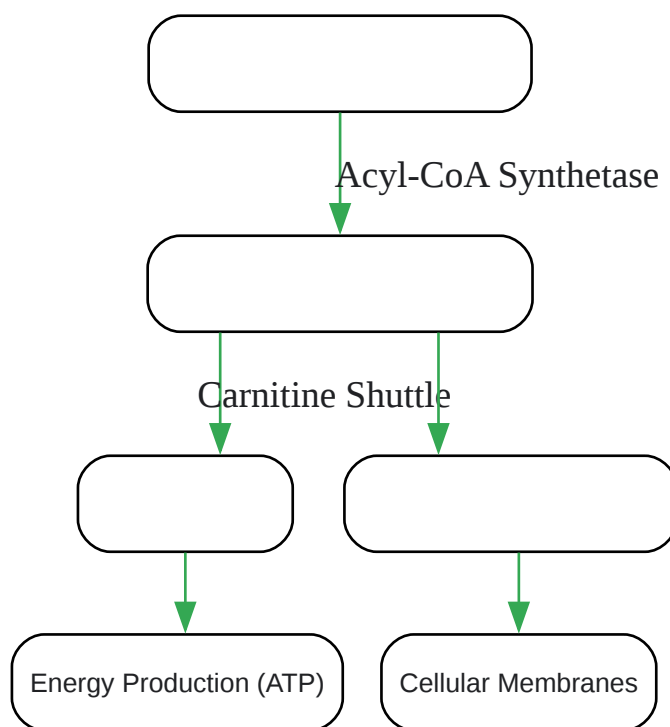 Acyl-CoA Synthetase
Carnitine Shuttle
Energy Production (ATP)
Cellular Membranes